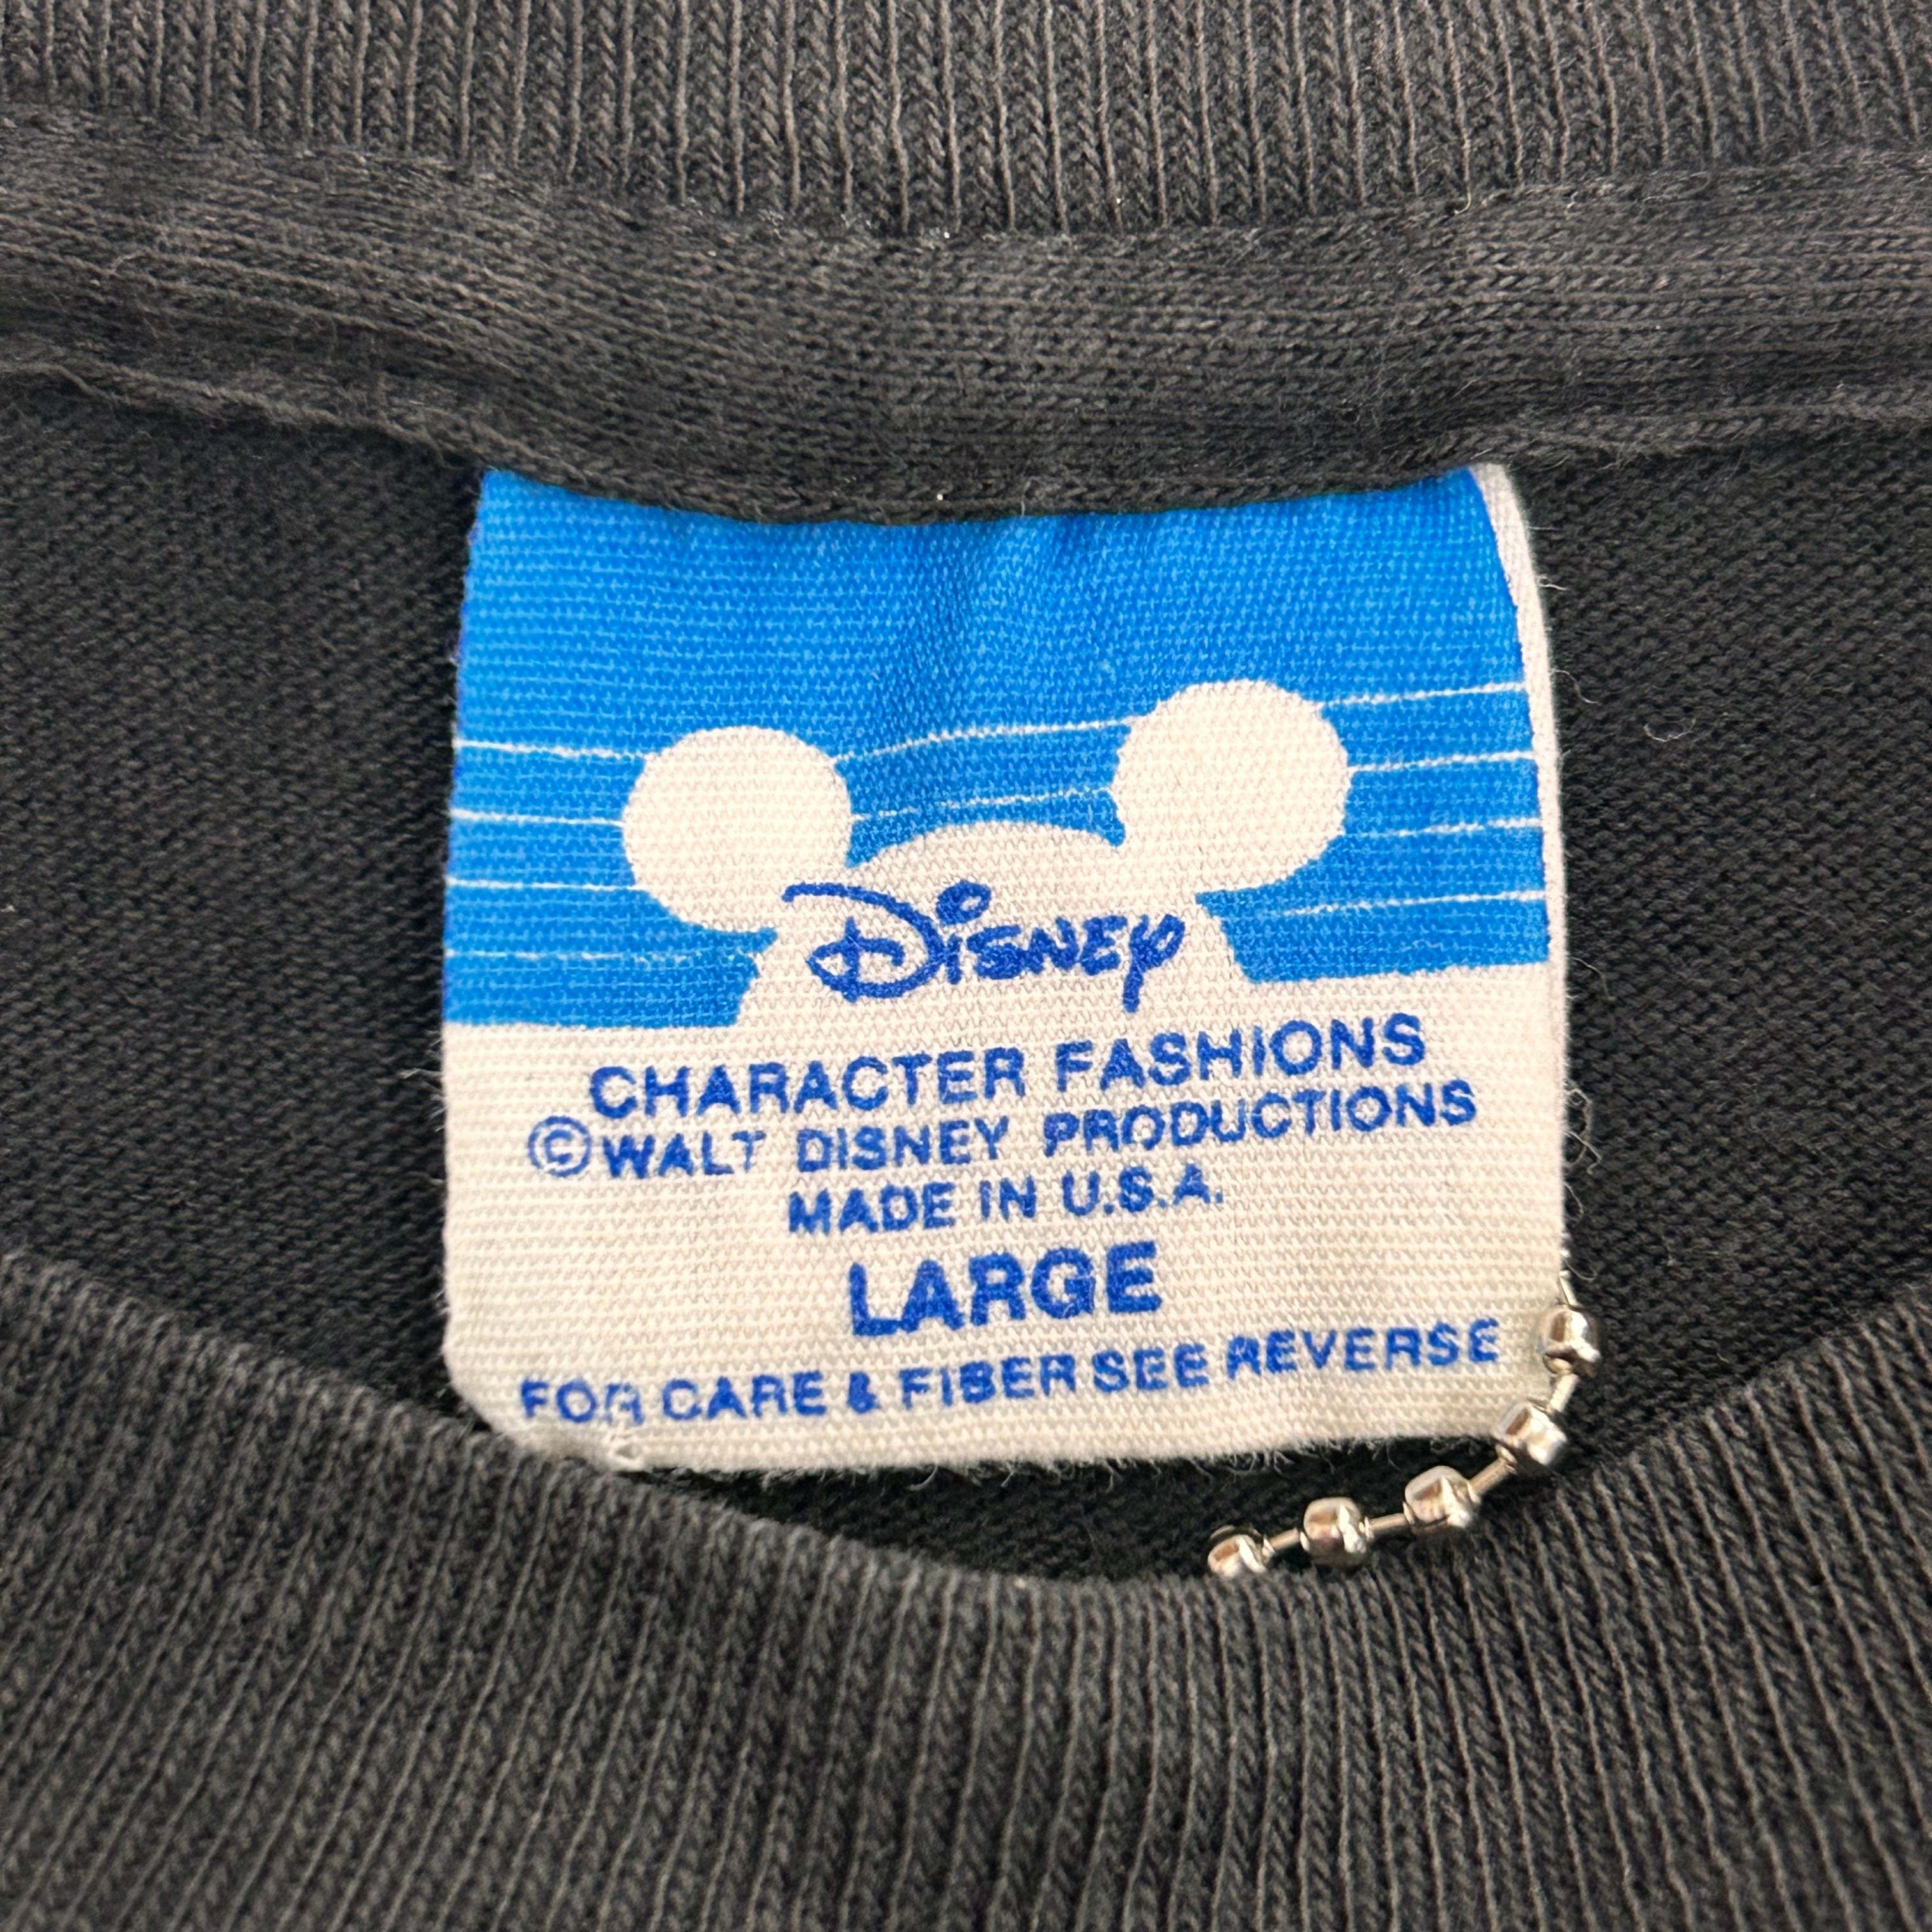 Disney
CHARACTER FASHIONS
©WALT DISNEY PRODUCTIONS
MADE IN U.S.A.
LARGE
FOR CARE & FIBER SEE REVERSE